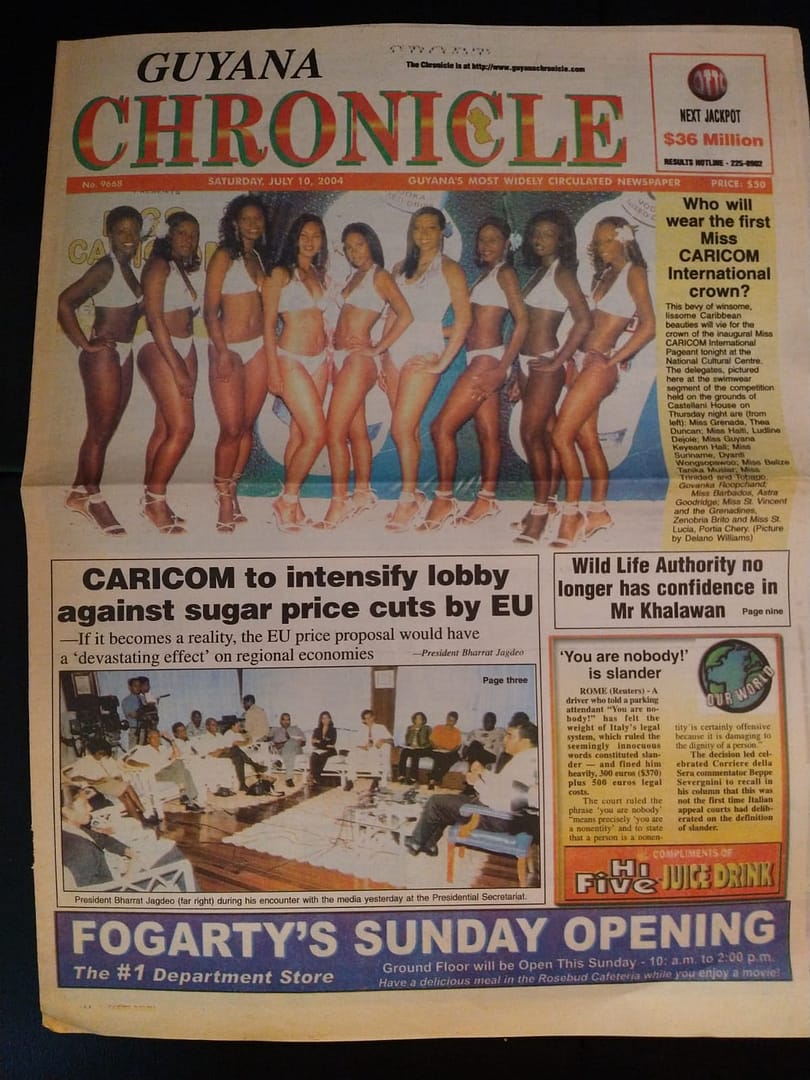 GUYANA
CHRONICLE
The Chronicle is at http://www.guyanachronicle.com
LOTTO
NEXT JACKPOT
$36 Million
RESULTS HOTLINE - 225-8902
No. 9668
SATURDAY, JULY 10, 2004
GUYANA'S MOST WIDELY CIRCULATED NEWSPAPER
PRICE: $50
Who will
wear the first
Miss
CARICOM
International
crown?
This bevy of winsome,
lissome Caribbean
beauties will vie for the
crown of the inaugural Miss
CARICOM International
Pageant tonight at the
National Cultural Centre.
The delegates, pictured
here at the swimwear
segment of the competition
held on the grounds of
Castellani House on
Thursday night are (from
left): Miss Grenada, Thea
Duncan; Miss Haiti, Ludline
Dejoie; Miss Guyana
Keyeann Hall; Miss
Suriname, Dyanti
Wongsopawiro; Miss Belize
Tanika Musler; Miss
Trinidad and Tobago,
Govanka Roopchand;
Miss Barbados, Astra
Goodridge; Miss St. Vincent
and the Grenadines,
Zenobria Brito and Miss St.
Lucia, Portia Chery. (Picture
by Delano Williams)
CARICOM to intensify lobby
against sugar price cuts by EU
—If it becomes a reality, the EU price proposal would have
a 'devastating effect' on regional economies
—President Bharrat Jagdeo
Page three
President Bharrat Jagdeo (far right) during his encounter with the media yesterday at the Presidential Secretariat.
Wild Life Authority no
longer has confidence in
Mr Khalawan Page nine
'You are nobody!'
is slander
OUR WORLD
ROME (Reuters) - A
driver who told a parking
attendant "You are no-
body!" has felt the
weight of Italy's legal
system, which ruled the
seemingly innocuous
words constituted slan-
der — and fined him
heavily, 300 euros ($370)
plus 500 euros legal
costs.
The court ruled the
phrase 'you are nobody'
"means precisely 'you are
a nonentity' and to state
that a person is a nonen-
tity is certainly offensive
because it is damaging to
the dignity of a person."
The decision led cel-
ebrated Corriere della
Sera commentator Beppe
Severgnini to recall in
his column that this was
not the first time Italian
appeal courts had delib-
erated on the definition
of slander.
COMPLIMENTS OF
Hi
Five JUICE DRINK
FOGARTY'S SUNDAY OPENING
The #1 Department Store
Ground Floor will be Open This Sunday - 10: a.m. to 2:00 p.m.
Have a delicious meal in the Rosebud Cafeteria while you enjoy a movie!